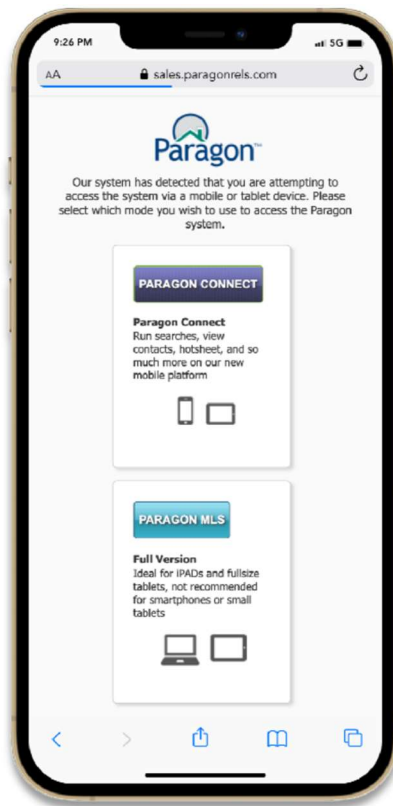 9:26 PM
5G
AA
sales.paragonrels.com
Paragon™
Our system has detected that you are attempting to
access the system via a mobile or tablet device. Please
select which mode you wish to use to access the Paragon
system.
PARAGON CONNECT
Paragon Connect
Run searches, view
contacts, hotsheet, and so
much more on our new
mobile platform
PARAGON MLS
Full Version
Ideal for iPADs and fullsize
tablets, not recommended
for smartphones or small
tablets